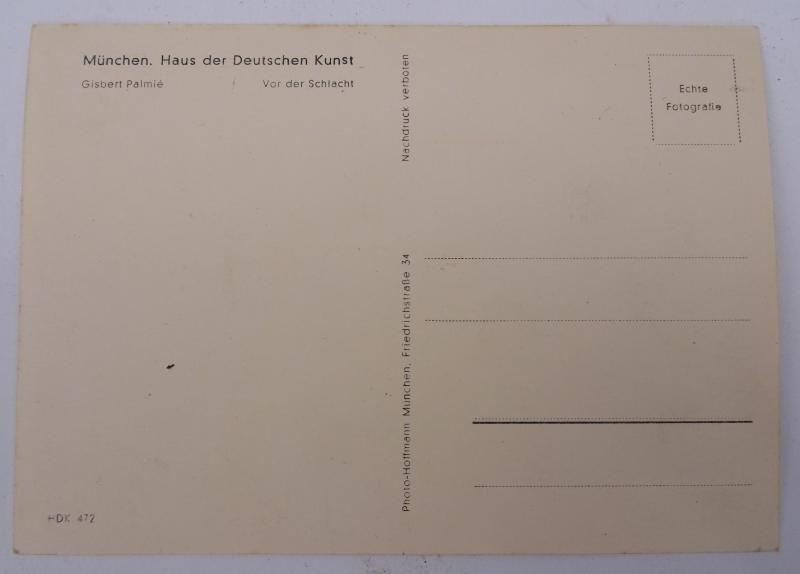 München. Haus der Deutschen Kunst
Gisbert Palmié Vor der Schlacht
Nachdruck verboten
Echte
Fotografie
Photo-Hoffmann München, Friedrichstraße 34
HDK 472